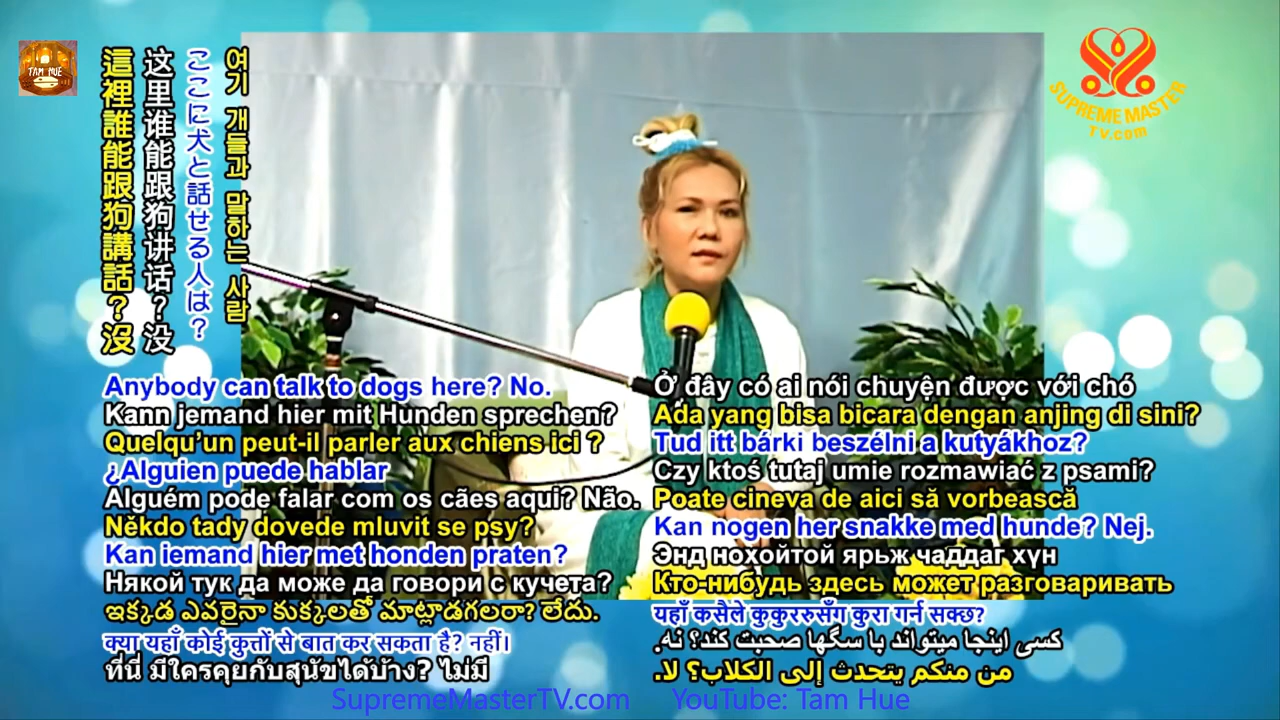 TAM HUE
SUPREME MASTER
TV.com
這裡誰能跟狗講話？沒
这里谁能跟狗讲话？没
ここに犬と話せる人は？
여기 개들과 말하는 사람
Anybody can talk to dogs here? No.
Kann jemand hier mit Hunden sprechen?
Quelqu’un peut-il parler aux chiens ici ?
¿Alguien puede hablar
Alguém pode falar com os cães aqui? Não.
Někdo tady dovede mluvit se psy?
Kan iemand hier met honden praten?
Някой тук да може да говори с кучета?
ఇక్కడ ఎవరైనా కుక్కలతో మాట్లాడగలరా? లేదు.
क्या यहाँ कोई कुत्तों से बात कर सकता है? नहीं।
ที่นี่ มีใครคุยกับสุนัขได้บ้าง? ไม่มี
Ở đây có ai nói chuyện được với chó
Ada yang bisa bicara dengan anjing di sini?
Tud itt bárki beszélni a kutyákhoz?
Czy ktoś tutaj umie rozmawiać z psami?
Poate cineva de aici să vorbească
Kan nogen her snakke med hunde? Nej.
Энд нохойтой ярьж чаддаг хүн
Кто-нибудь здесь может разговаривать
यहाँ कसैले कुकुररुसँग कुरा गर्न सक्छ?
کسی اینجا میتواند با سگها صحبت کند؟ نه.
من منكم يتحدث إلى الكلاب؟ لا.
SupremeMasterTV.com YouTube: Tam Hue